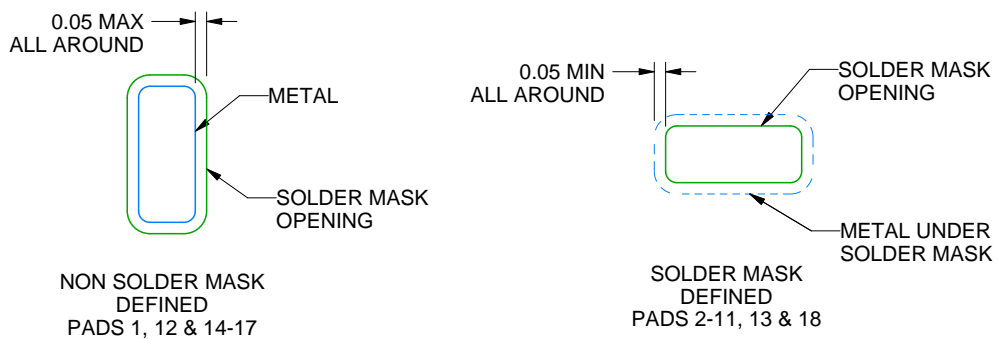 0.05 MAX
ALL AROUND
METAL
SOLDER MASK
OPENING
NON SOLDER MASK
DEFINED
PADS 1, 12 & 14-17
0.05 MIN
ALL AROUND
SOLDER MASK
OPENING
METAL UNDER
SOLDER MASK
SOLDER MASK
DEFINED
PADS 2-11, 13 & 18